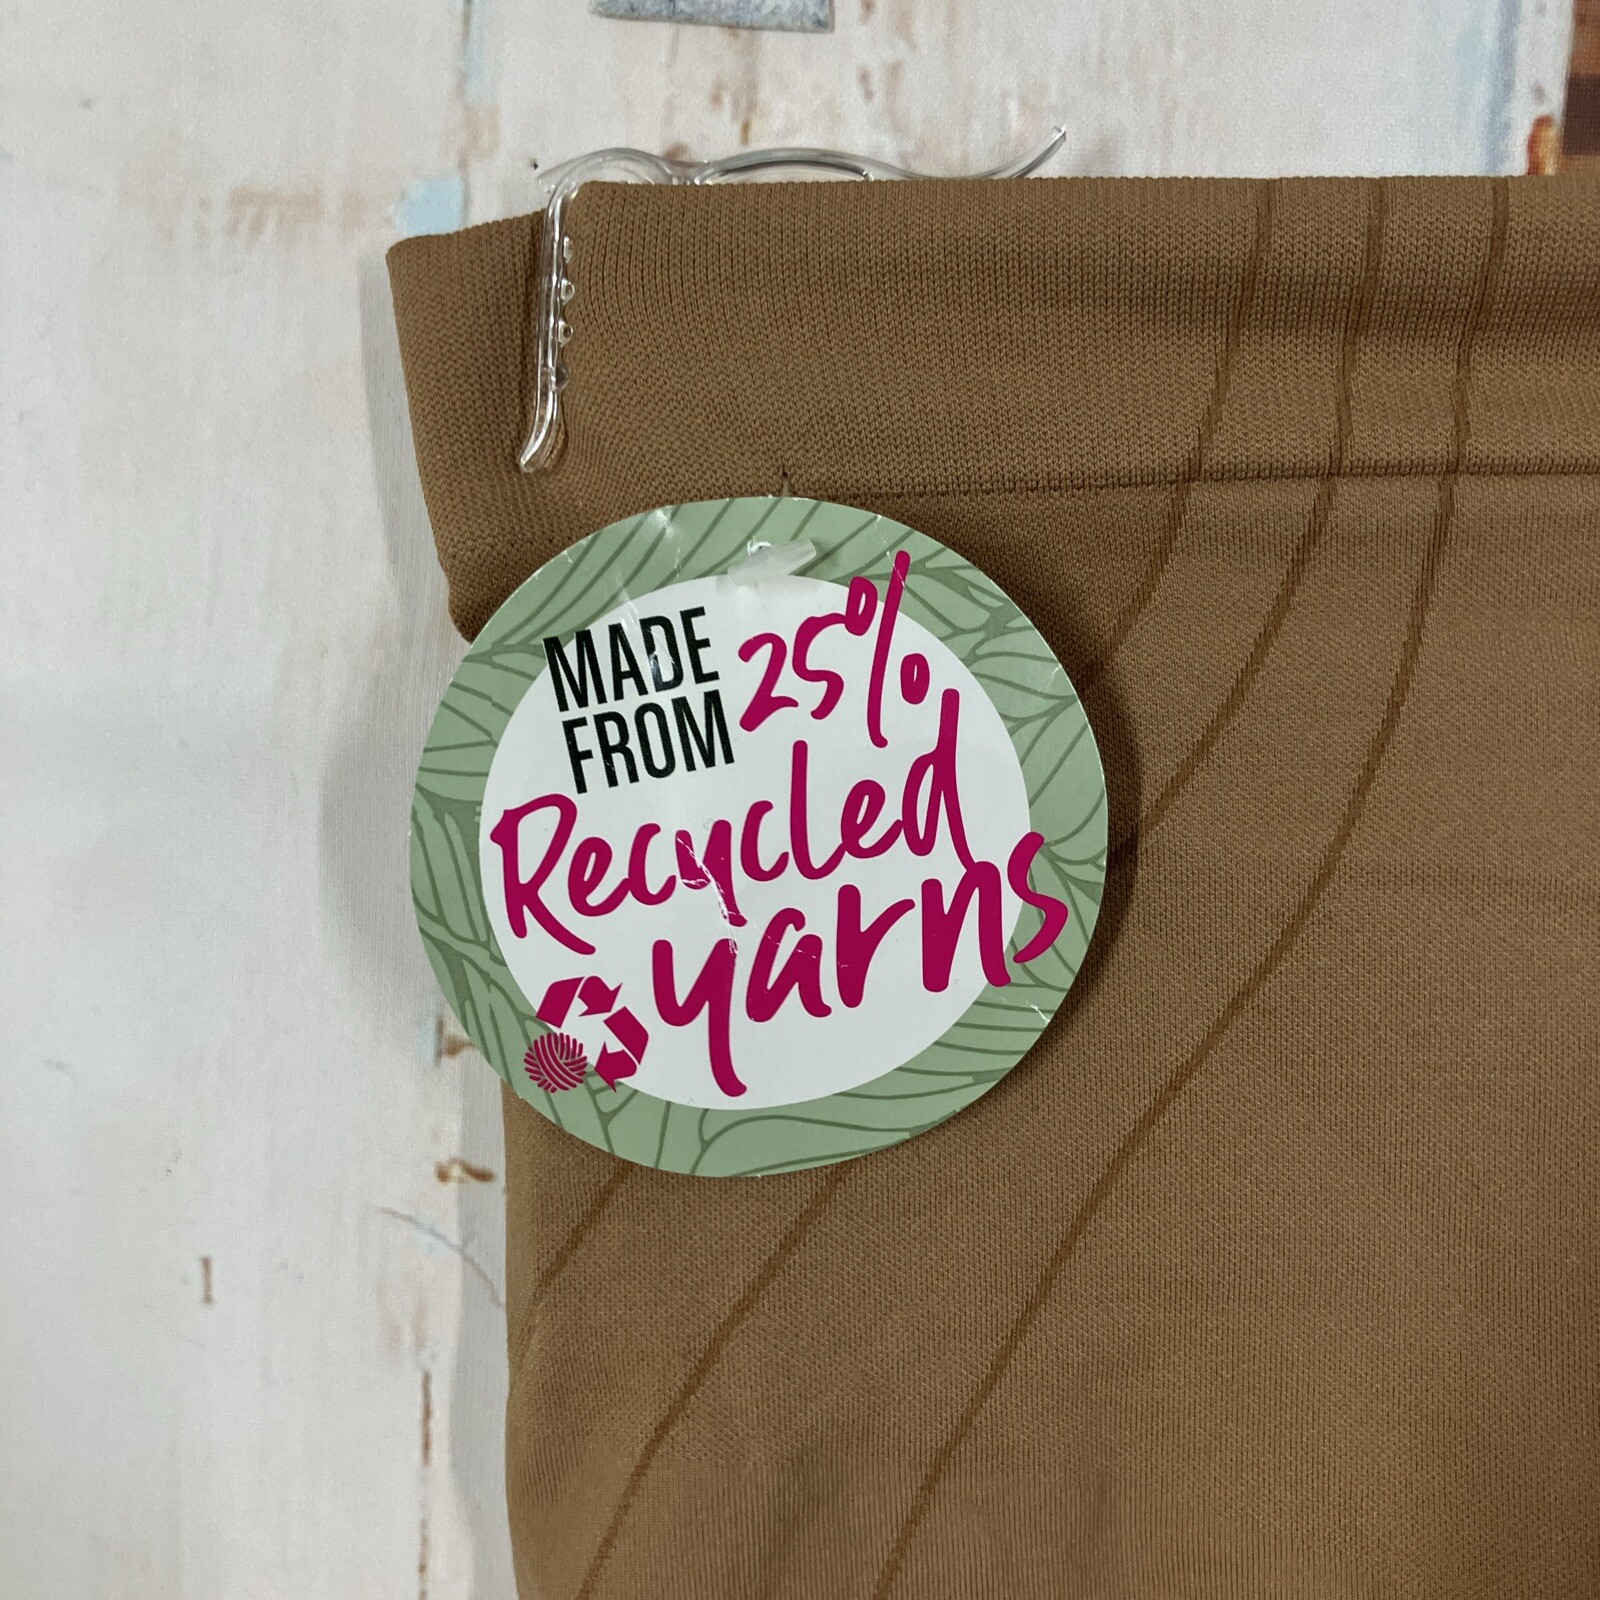 MADE
FROM 25%
Recycled
yarns